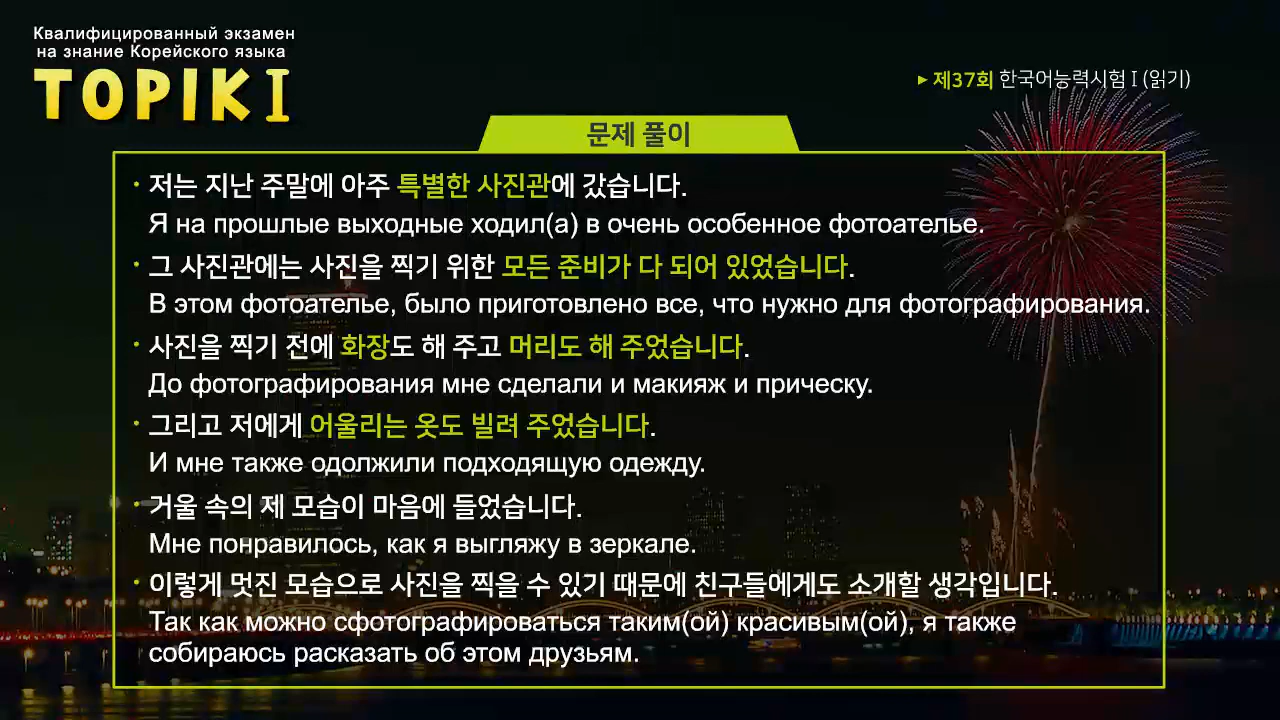 Квалифицированный экзамен
на знание Корейского языка
TOPIK I
▸ 제37회 한국어능력시험 I (읽기)
문제 풀이
· 저는 지난 주말에 아주 특별한 사진관에 갔습니다.
Я на прошлые выходные ходил(а) в очень особенное фотоателье.
· 그 사진관에는 사진을 찍기 위한 모든 준비가 다 되어 있었습니다.
В этом фотоателье, было приготовлено все, что нужно для фотографирования.
· 사진을 찍기 전에 화장도 해 주고 머리도 해 주었습니다.
До фотографирования мне сделали и макияж и прическу.
· 그리고 저에게 어울리는 옷도 빌려 주었습니다.
И мне также одолжили подходящую одежду.
· 거울 속의 제 모습이 마음에 들었습니다.
Мне понравилось, как я выгляжу в зеркале.
· 이렇게 멋진 모습으로 사진을 찍을 수 있기 때문에 친구들에게도 소개할 생각입니다.
Так как можно сфотографироваться таким(ой) красивым(ой), я также
собираюсь рассказать об этом друзьям.